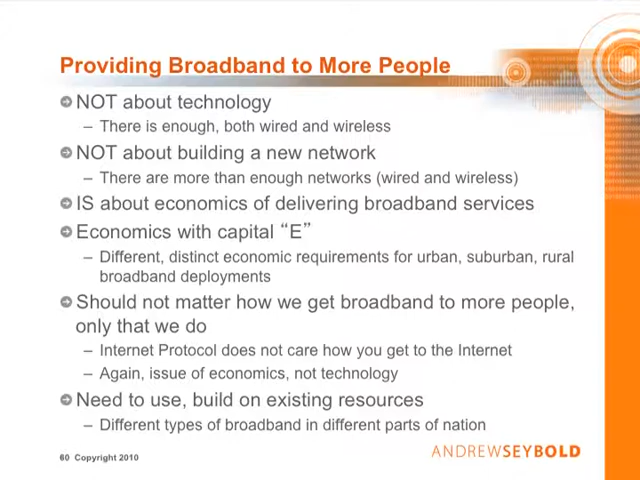 Providing Broadband to More People
NOT about technology
– There is enough, both wired and wireless
NOT about building a new network
– There are more than enough networks (wired and wireless)
IS about economics of delivering broadband services
Economics with capital “E”
– Different, distinct economic requirements for urban, suburban, rural
broadband deployments
Should not matter how we get broadband to more people,
only that we do
– Internet Protocol does not care how you get to the Internet
– Again, issue of economics, not technology
Need to use, build on existing resources
– Different types of broadband in different parts of nation
60 Copyright 2010
ANDREWSEYBOLD